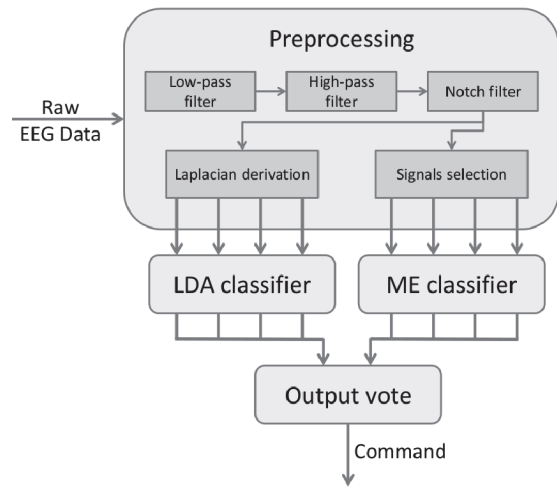 Preprocessing
Low-pass
filter
High-pass
filter
Notch filter
Raw
EEG Data
Laplacian derivation
Signals selection
LDA classifier
ME classifier
Output vote
Command